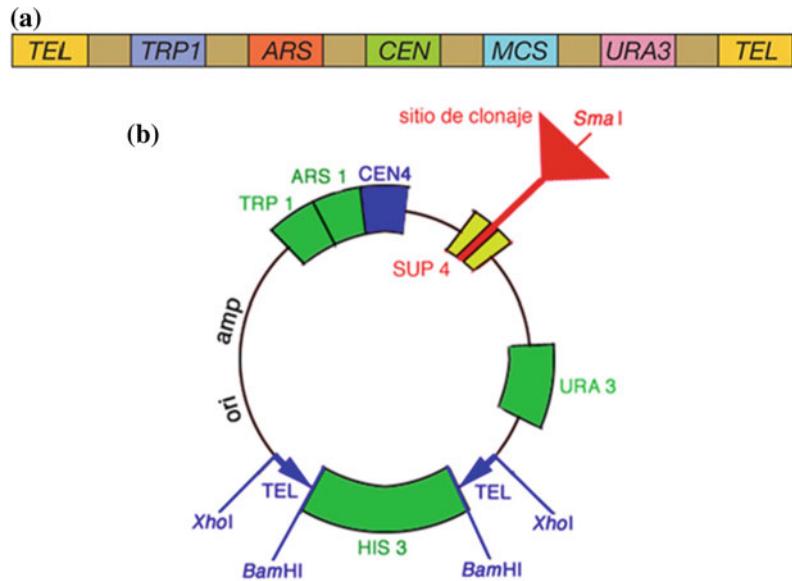 (a)
TEL TRP1 ARS CEN MCS URA3 TEL
(b)
sitio de clonaje
Sma I
ARS 1
CEN4
TRP 1
SUP 4
amp
URA 3
ori
TEL
TEL
XhoI
XhoI
HIS 3
BamHI
BamHI